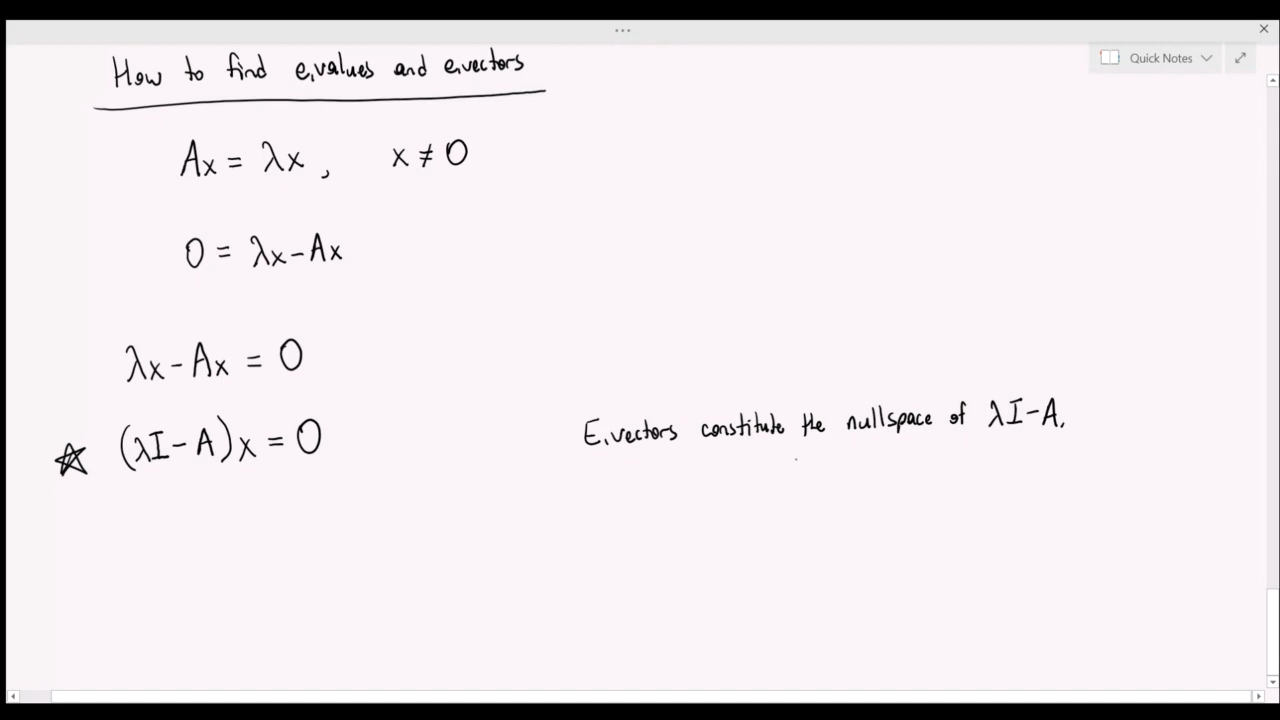 Quick Notes
How to find e.values and e.vectors
Ax = λx, x ≠ 0
0 = λx - Ax
λx - Ax = 0
(λI - A)x = 0
E.vectors constitute the nullspace of λI - A.